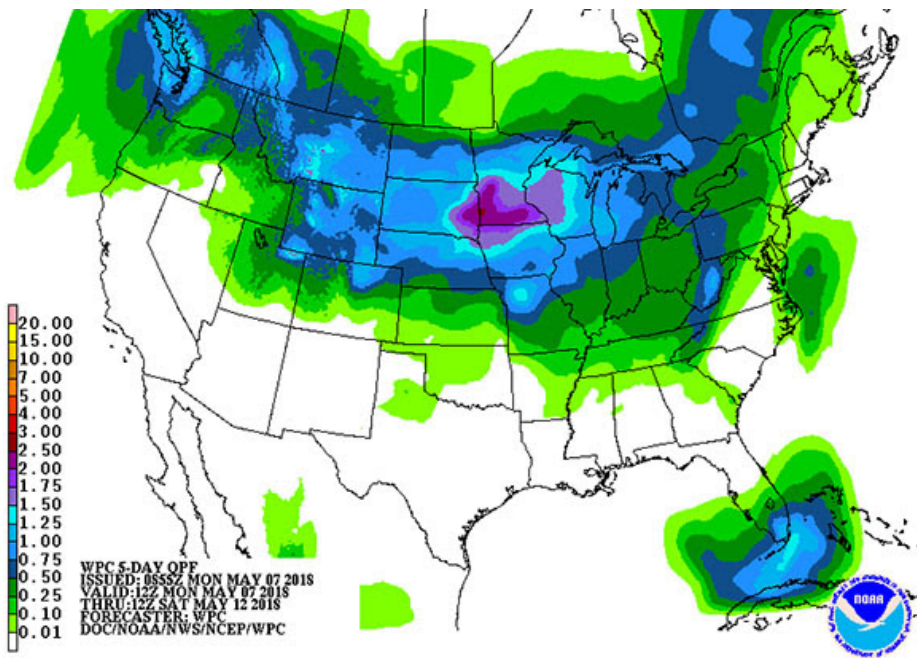 20.00
15.00
10.00
7.00
5.00
4.00
3.00
2.50
2.00
1.75
1.50
1.25
1.00
0.75
0.50
0.25
0.10
0.01
WPC 5-DAY QPF
ISSUED: 0855Z MON MAY 07 2018
VALID:12Z MON MAY 07 2018
THRU:12Z SAT MAY 12 2018
FORECASTER: WPC
DOC/NOAA/NWS/NCEP/WPC
NOAA